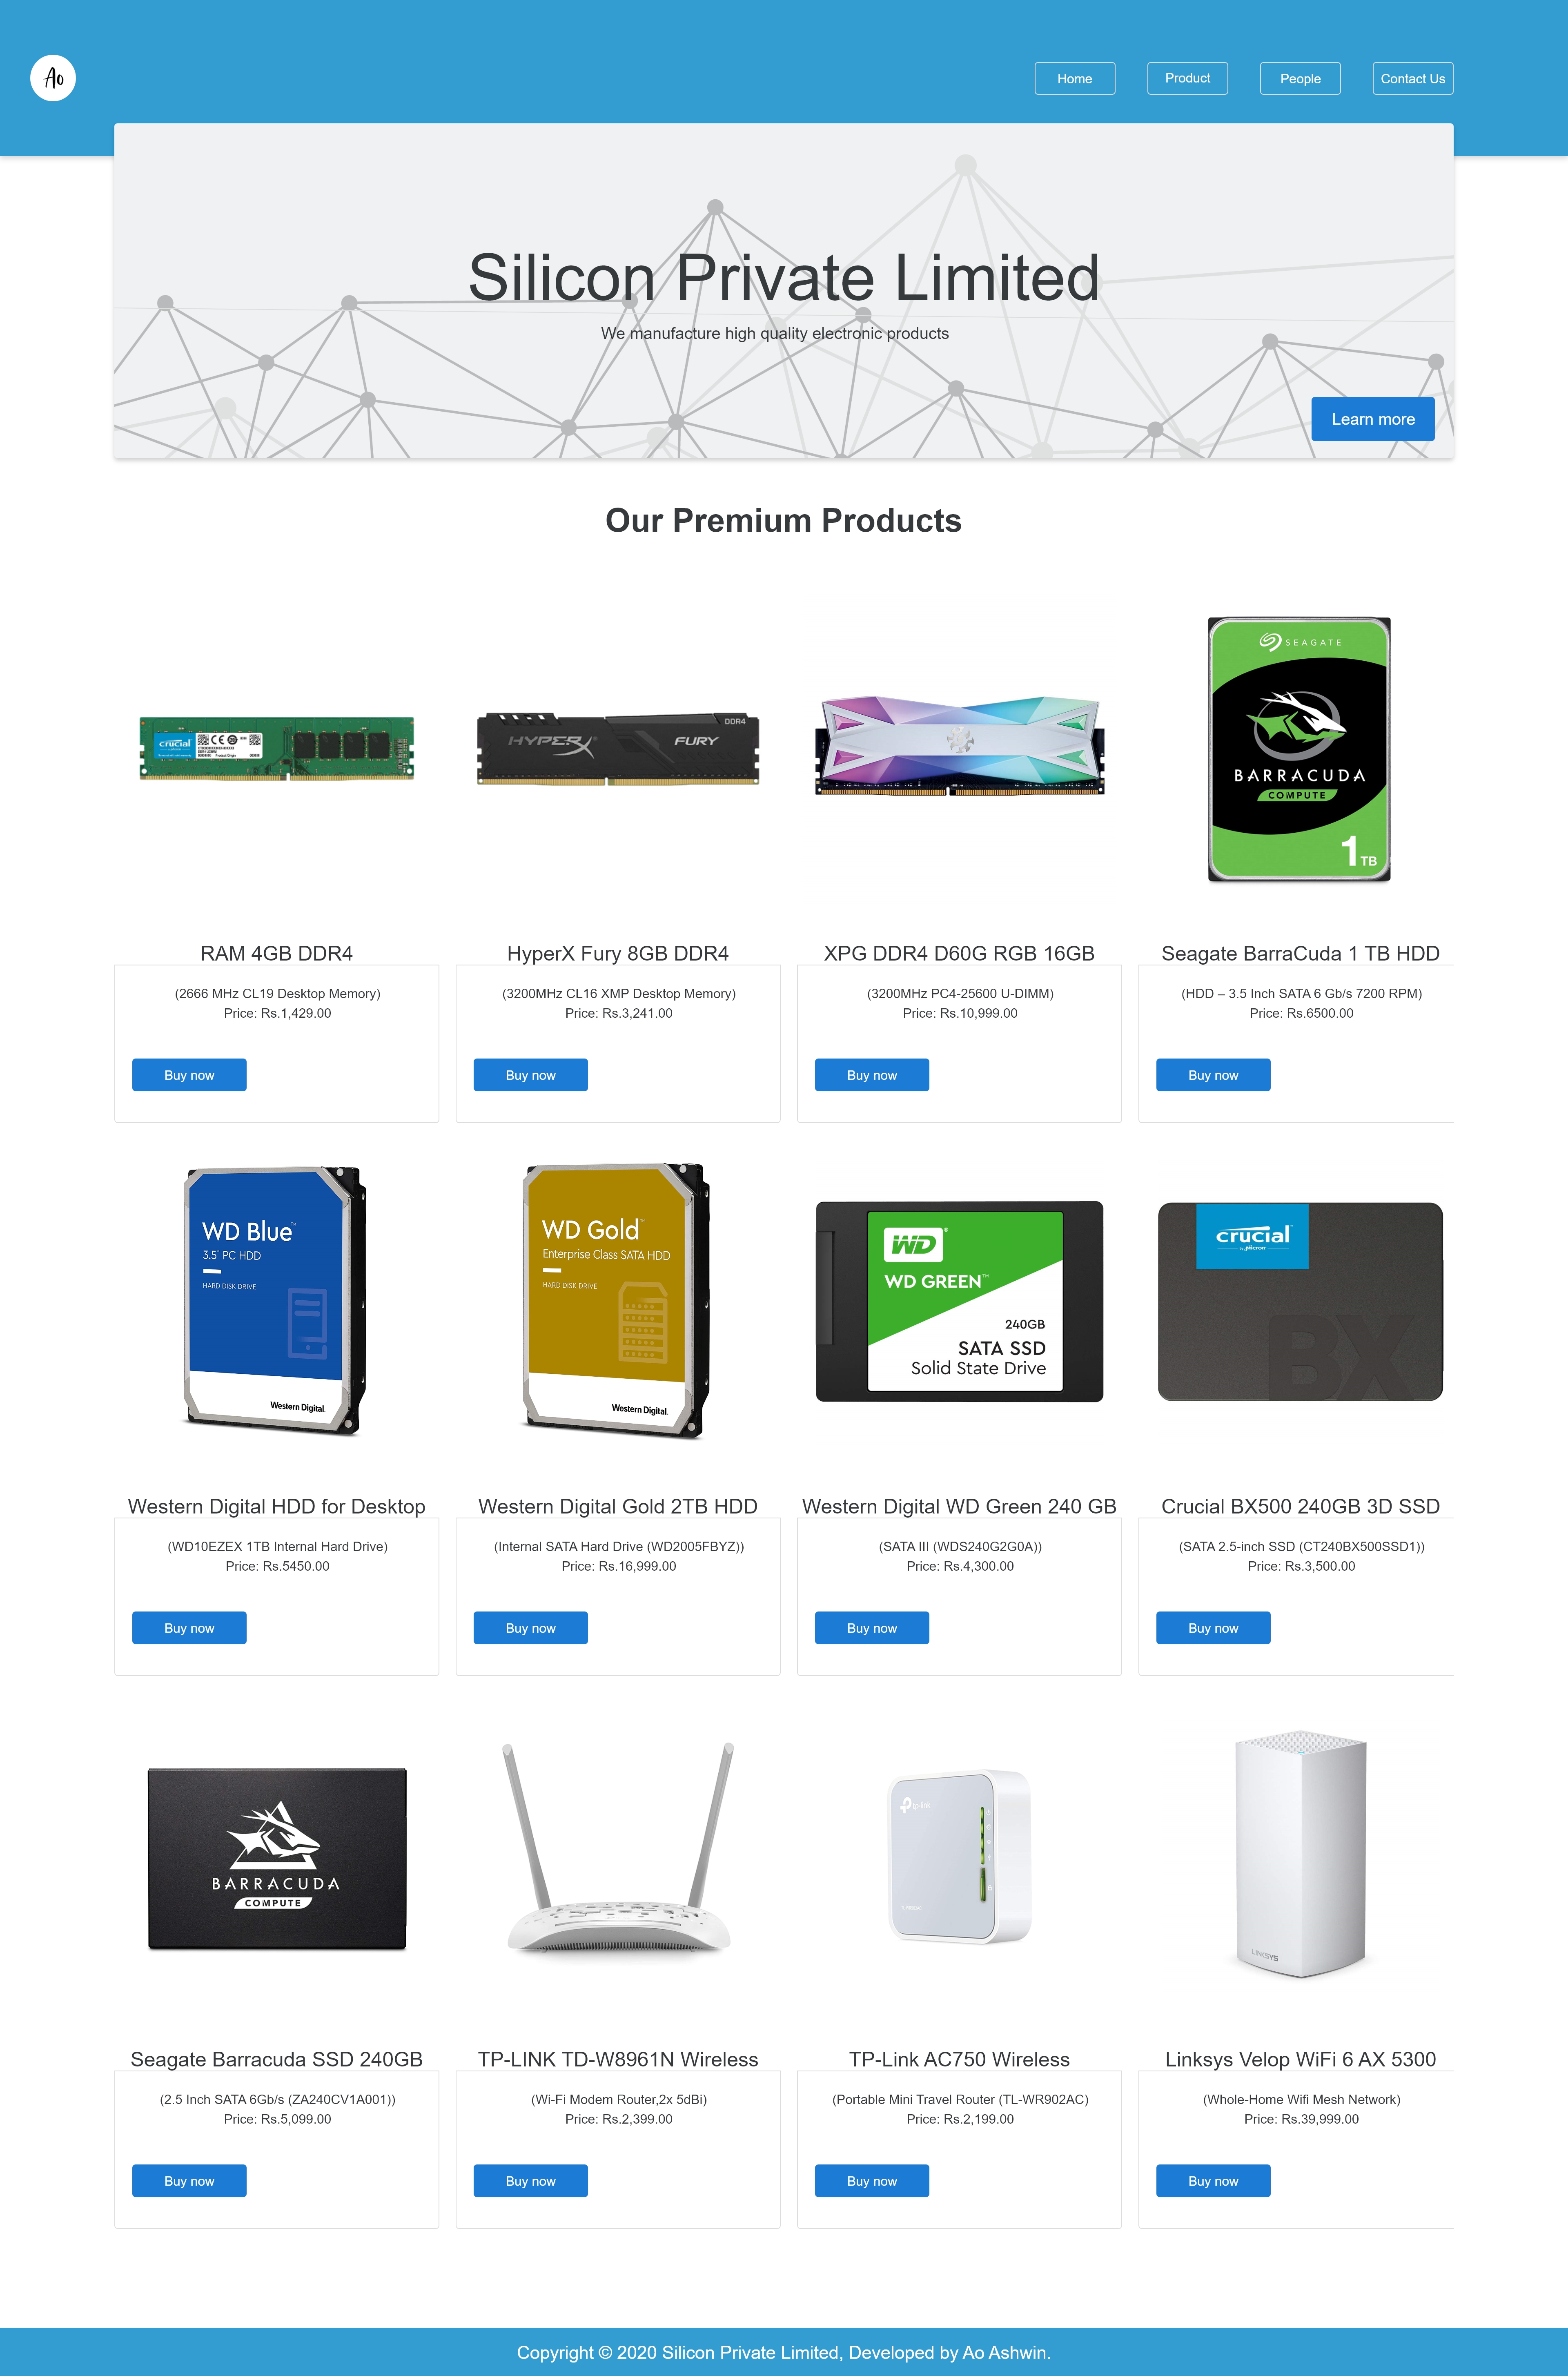 Ao
Home
Product
People
Contact Us
Silicon Private Limited
We manufacture high quality electronic products
Learn more
Our Premium Products
crucial
HYPERX
FURY
DDR4
SEAGATE
BARRACUDA
COMPUTE
1TB
RAM 4GB DDR4
HyperX Fury 8GB DDR4
XPG DDR4 D60G RGB 16GB
Seagate BarraCuda 1 TB HDD
(2666 MHz CL19 Desktop Memory)
Price: Rs.1,429.00
(3200MHz CL16 XMP Desktop Memory)
Price: Rs.3,241.00
(3200MHz PC4-25600 U-DIMM)
Price: Rs.10,999.00
(HDD – 3.5 Inch SATA 6 Gb/s 7200 RPM)
Price: Rs.6500.00
Buy now
Buy now
Buy now
Buy now
WD Blue™
3.5" PC HDD
HARD DISK DRIVE
Western Digital.
WD Gold™
Enterprise Class SATA HDD
HARD DISK DRIVE
Western Digital.
WD®
WD GREEN™
240GB
SATA SSD
Solid State Drive
crucial
by Micron
BX
Western Digital HDD for Desktop
Western Digital Gold 2TB HDD
Western Digital WD Green 240 GB
Crucial BX500 240GB 3D SSD
(WD10EZEX 1TB Internal Hard Drive)
Price: Rs.5450.00
(Internal SATA Hard Drive (WD2005FBYZ))
Price: Rs.16,999.00
(SATA III (WDS240G2G0A))
Price: Rs.4,300.00
(SATA 2.5-inch SSD (CT240BX500SSD1))
Price: Rs.3,500.00
Buy now
Buy now
Buy now
Buy now
BARRACUDA
COMPUTE
tp-link
LINKSYS
Seagate Barracuda SSD 240GB
TP-LINK TD-W8961N Wireless
TP-Link AC750 Wireless
Linksys Velop WiFi 6 AX 5300
(2.5 Inch SATA 6Gb/s (ZA240CV1A001))
Price: Rs.5,099.00
(Wi-Fi Modem Router,2x 5dBi)
Price: Rs.2,399.00
(Portable Mini Travel Router (TL-WR902AC)
Price: Rs.2,199.00
(Whole-Home Wifi Mesh Network)
Price: Rs.39,999.00
Buy now
Buy now
Buy now
Buy now
Copyright © 2020 Silicon Private Limited, Developed by Ao Ashwin.